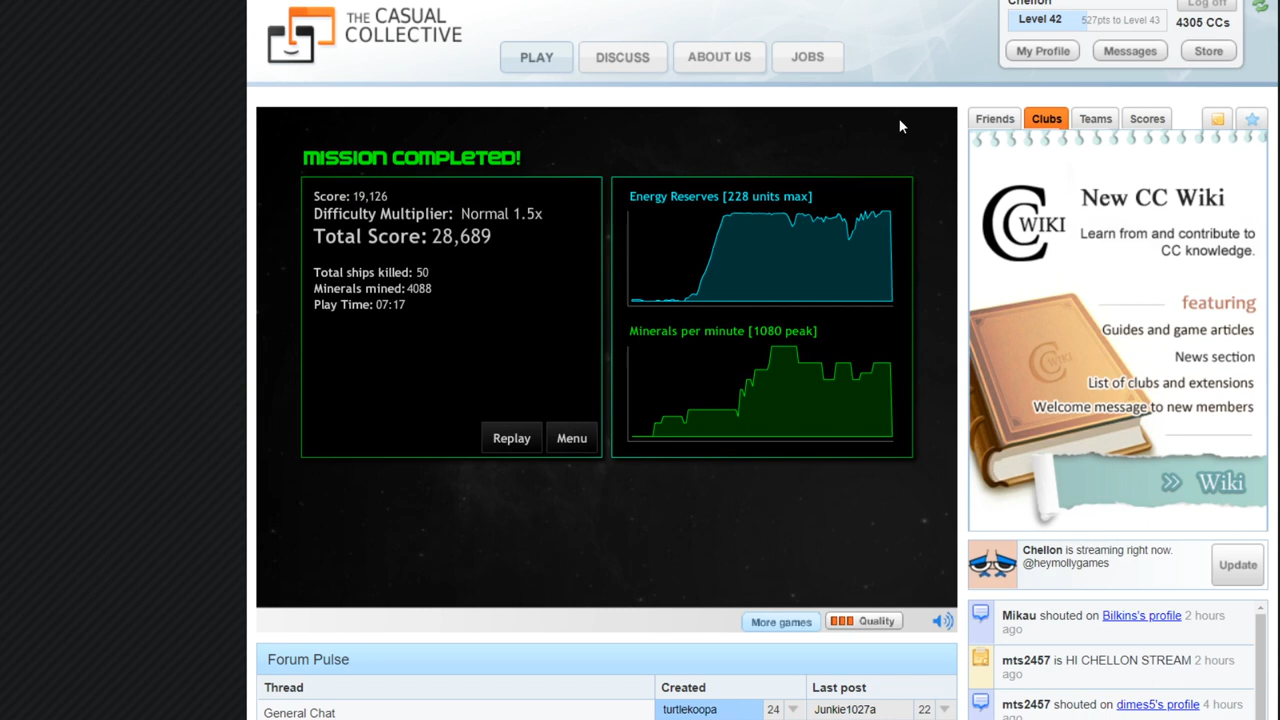 THE CASUAL
COLLECTIVE
PLAY
DISCUSS
ABOUT US
JOBS
Chellon
Log off
Level 42
527pts to Level 43
4305 CCs
My Profile
Messages
Store
MISSION COMPLETED!
Score: 19,126
Difficulty Multiplier: Normal 1.5x
Total Score: 28,689
Total ships killed: 50
Minerals mined: 4088
Play Time: 07:17
Replay
Menu
Energy Reserves [228 units max]
Minerals per minute [1080 peak]
More games
Quality
Forum Pulse
Thread
Created
Last post
General Chat
turtlekoopa
24
Junkie1027a
22
Friends
Clubs
Teams
Scores
C WIKI
New CC Wiki
Learn from and contribute to
CC knowledge.
featuring
Guides and game articles
News section
List of clubs and extensions
Welcome message to new members
CC WIKI
>> Wiki
Chellon is streaming right now.
@heymollygames
Update
Mikau shouted on Bilkins's profile 2 hours
ago
mts2457 is HI CHELLON STREAM 2 hours
ago
mts2457 shouted on dimes5's profile 4 hours
ago